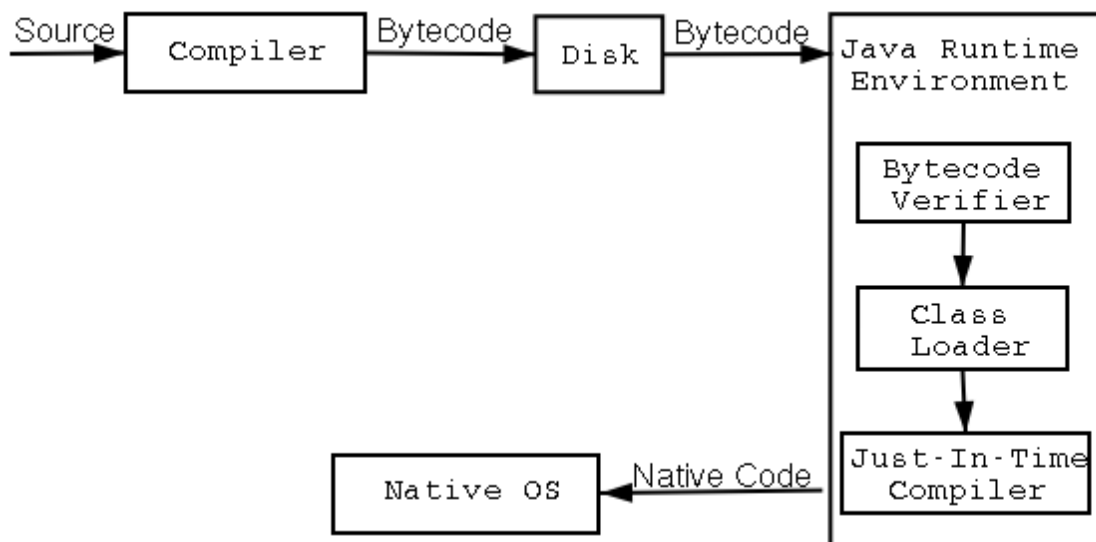 Source
Compiler
Bytecode
Disk
Bytecode
Java Runtime
Environment
Bytecode
Verifier
Class
Loader
Just-In-Time
Compiler
Native Code
Native OS